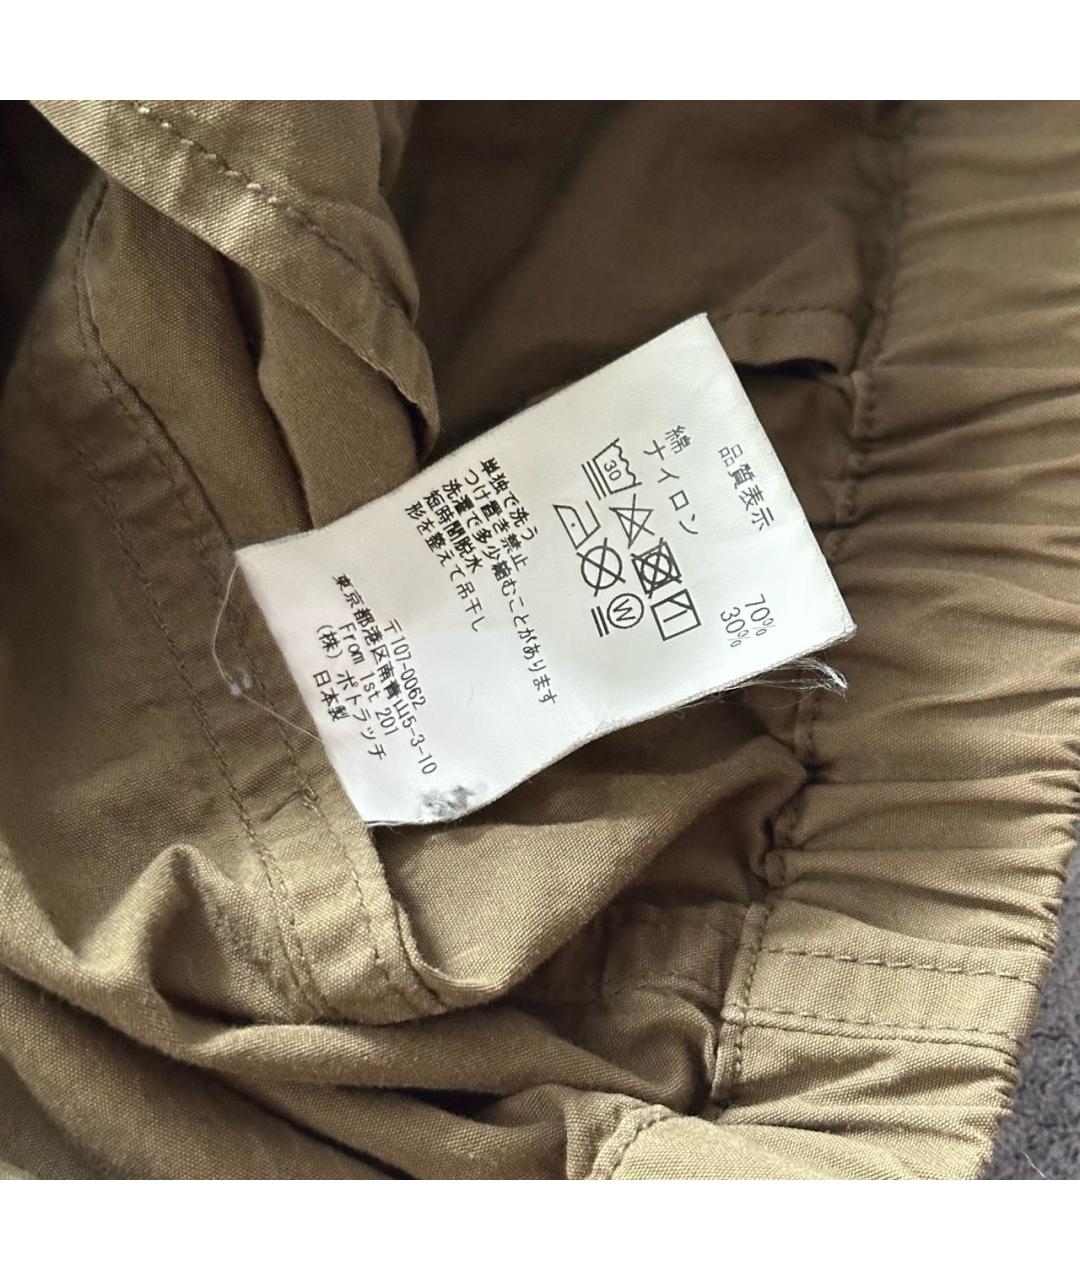 品質表示
綿 70%
ナイロン 30%
30
W
単独で洗う
つけ置き禁止
洗濯で多少縮むことがあります
短時間脱水
形を整えて吊干し
〒107-0062
東京都港区南青山5-3-10
From 1st 201
(株) ポトラッチ
日本製